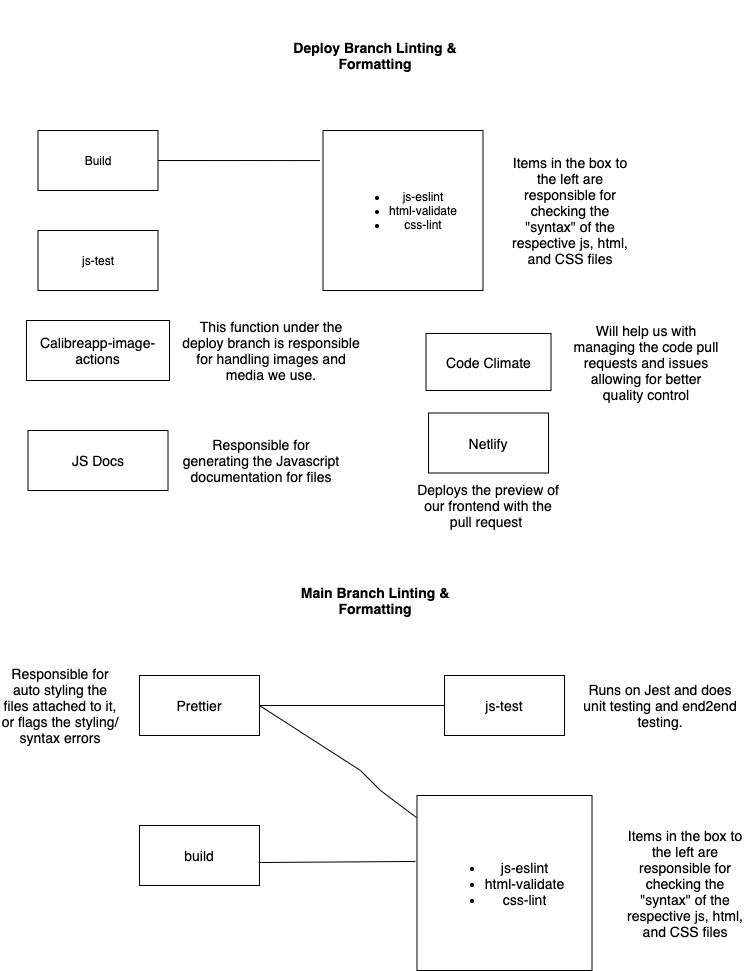 Deploy Branch Linting &
Formatting
Build
js-eslint
html-validate
css-lint
Items in the box to
the left are
responsible for
checking the
"syntax" of the
respective js, html,
and CSS files
js-test
Calibreapp-image-
actions
This function under the
deploy branch is responsible
for handling images and
media we use.
Code Climate
Will help us with
managing the code pull
requests and issues
allowing for better
quality control
JS Docs
Responsible for
generating the Javascript
documentation for files
Netlify
Deploys the preview of
our frontend with the
pull request
Main Branch Linting &
Formatting
Responsible for
auto styling the
files attached to it,
or flags the styling/
syntax errors
Prettier
js-test
Runs on Jest and does
unit testing and end2end
testing.
build
js-eslint
html-validate
css-lint
Items in the box to
the left are
responsible for
checking the
"syntax" of the
respective js, html,
and CSS files